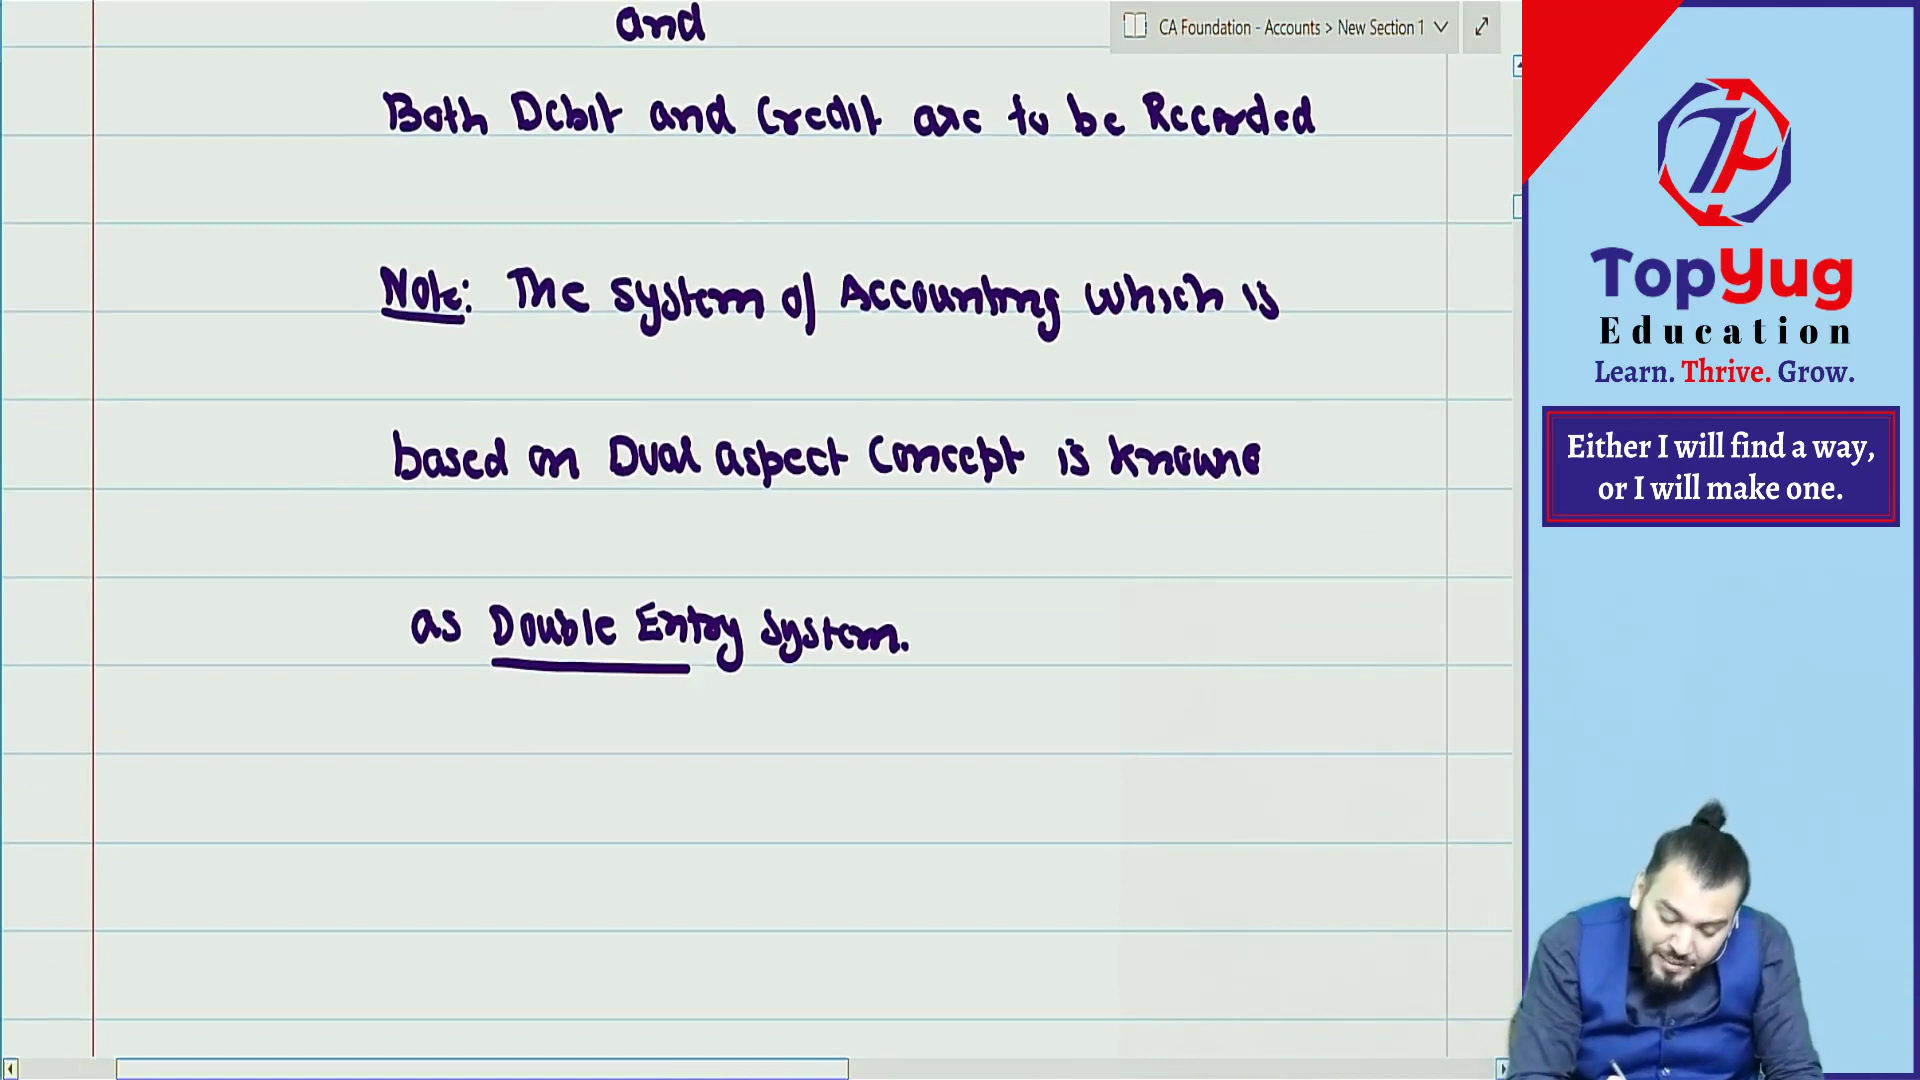 and
CA Foundation - Accounts > New Section 1
Both Debit and Credit are to be Recorded
Note: The system of Accounting which is
based on Dual aspect Concept is knowne
as Double Entry System.
TopYug
Education
Learn. Thrive. Grow.
Either I will find a way,
or I will make one.